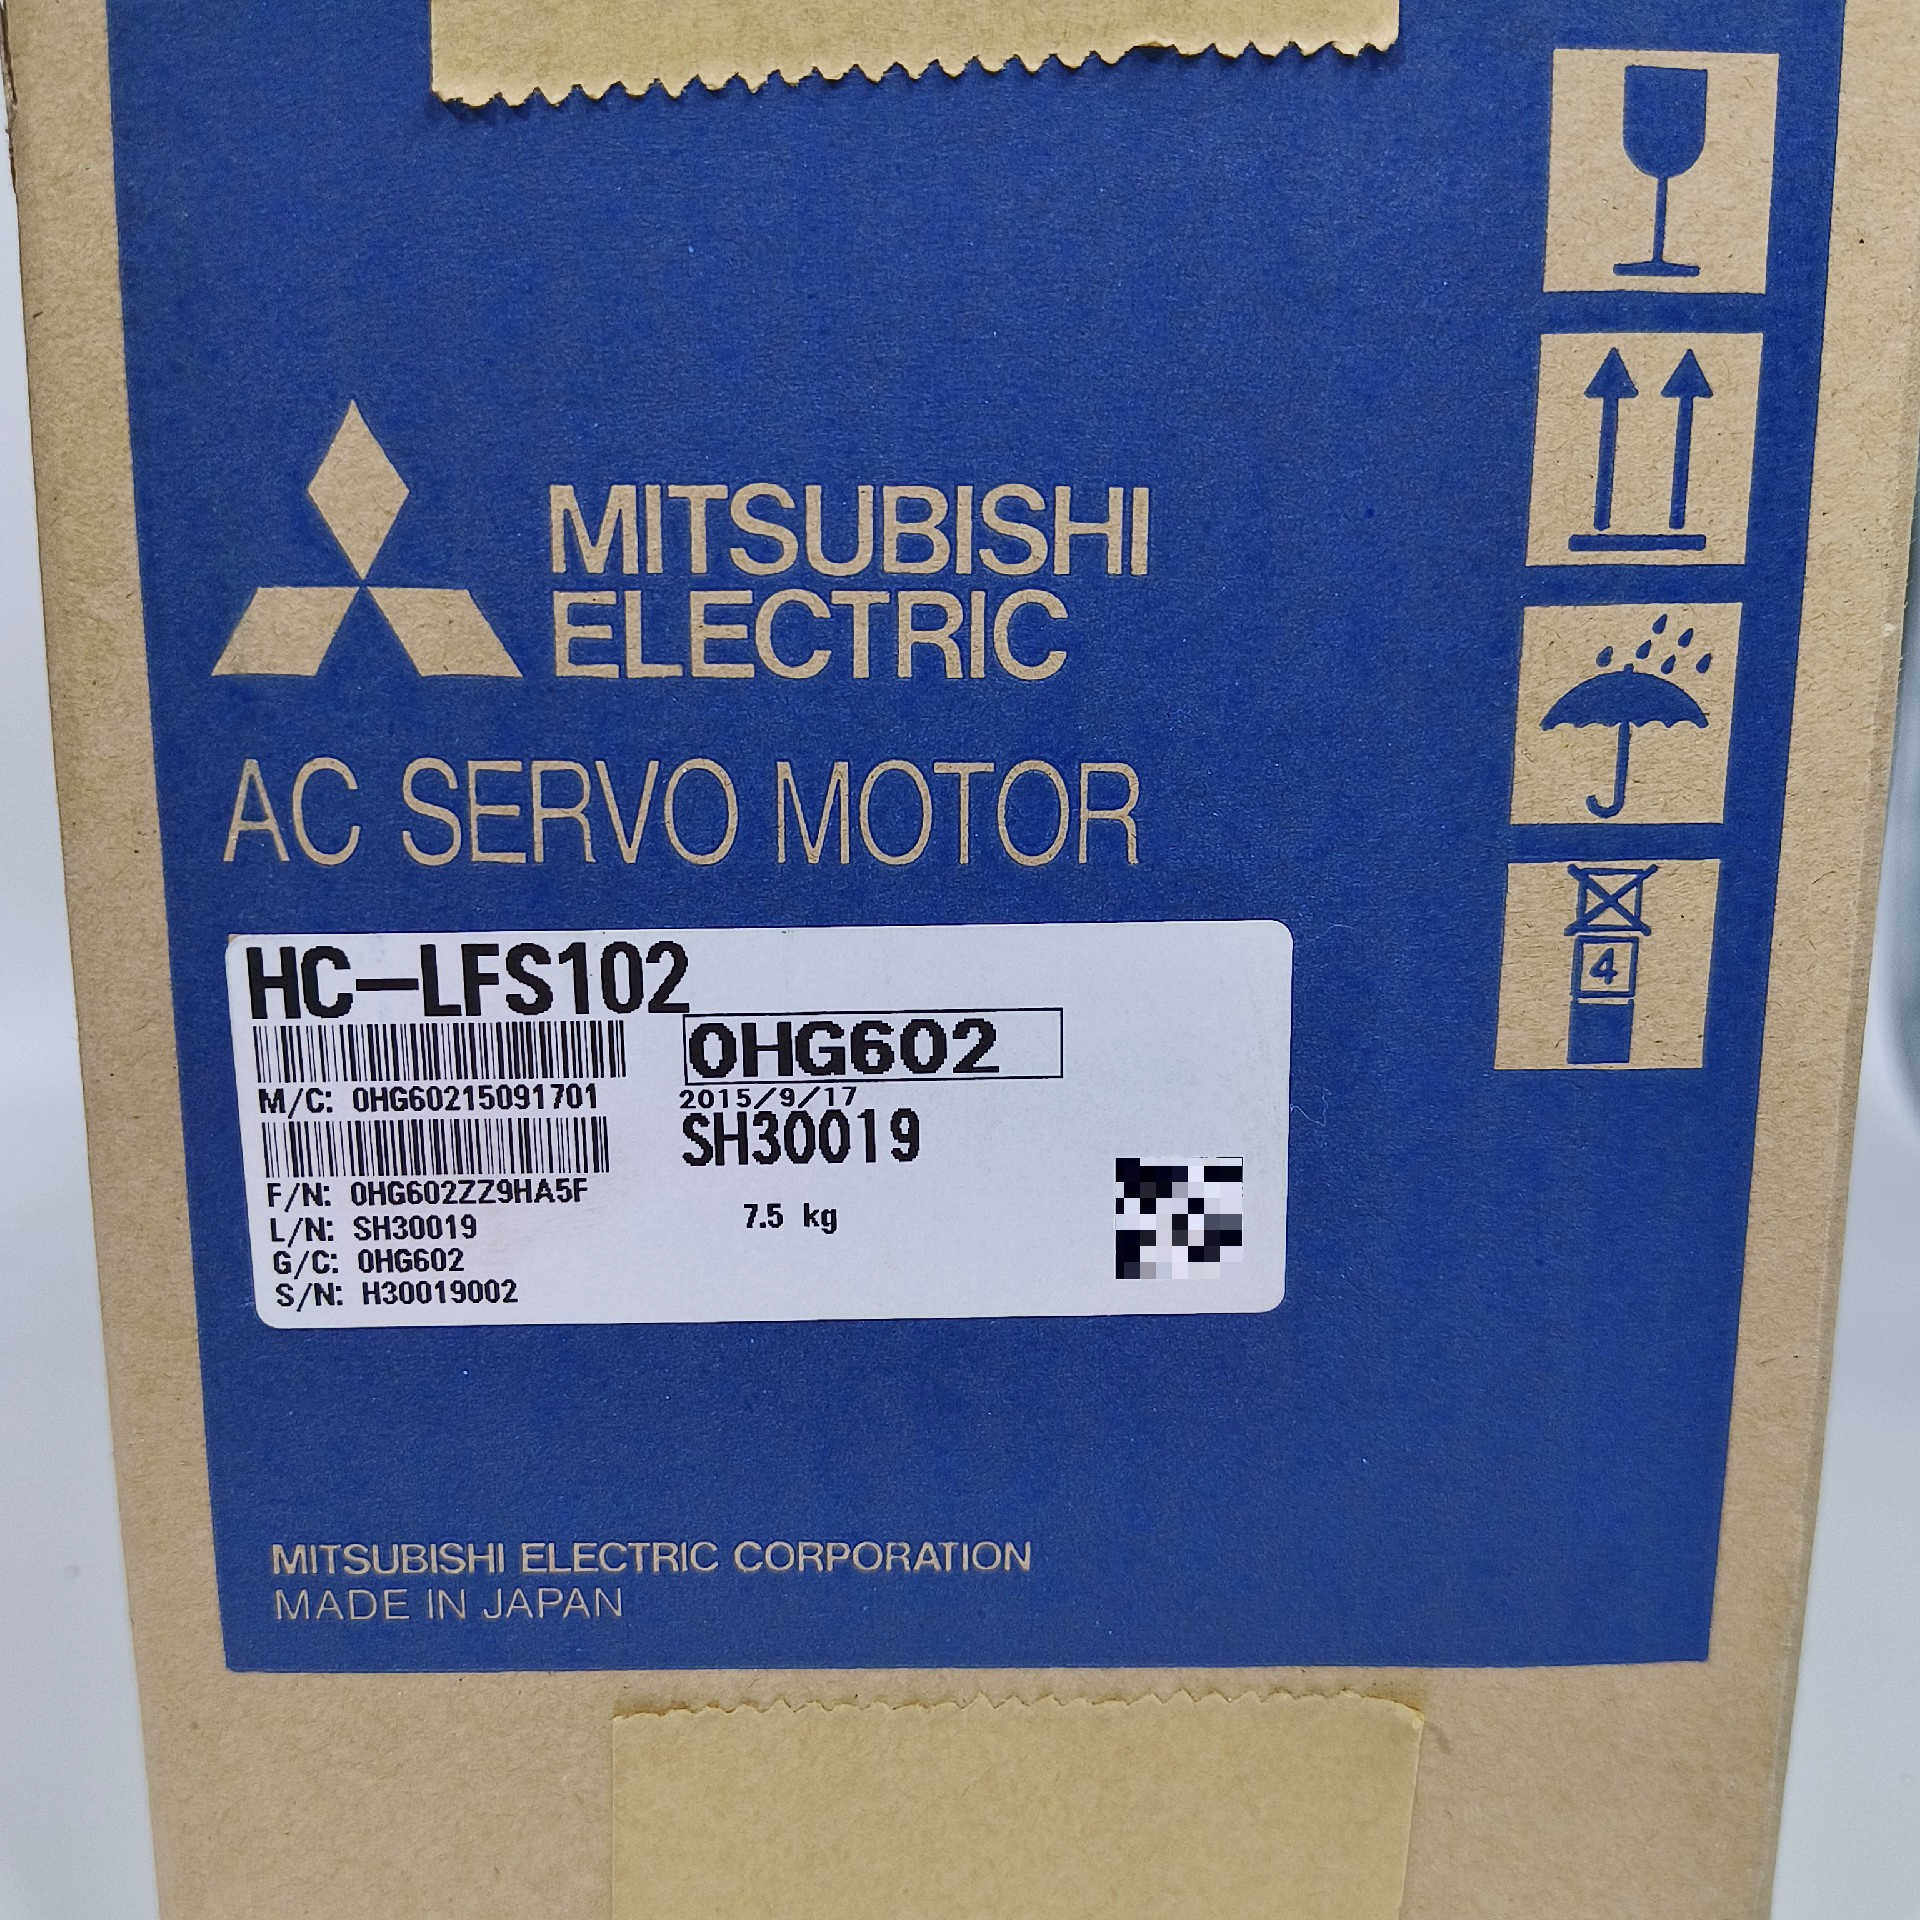 MITSUBISHI
ELECTRIC
AC SERVO MOTOR
4
HC-LFS102
0HG602
M/C: 0HG60215091701
2015/9/17
SH30019
F/N: 0HG602ZZ9HA5F
L/N: SH30019
7.5 kg
G/C: 0HG602
S/N: H30019002
MITSUBISHI ELECTRIC CORPORATION
MADE IN JAPAN